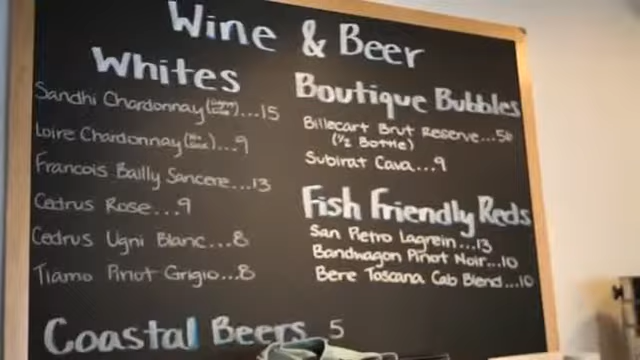 Wine & Beer
Whites
Sandhi Chardonnay ...15
Loire Chardonnay ...9
Francois Bailly Sancere...13
Cedrus Rose...9
Cedrus Ugni Blanc...8
Tiamo Pinot Grigio...8
Boutique Bubbles
Billecart Brut Reserve...56
(1/2 Bottle)
Subirat Cava...9
Fish Friendly Reds
San Pietro Lagrein...13
Bandwagon Pinot Noir...10
Bere Toscana Cab Blend...10
Coastal Beers 5